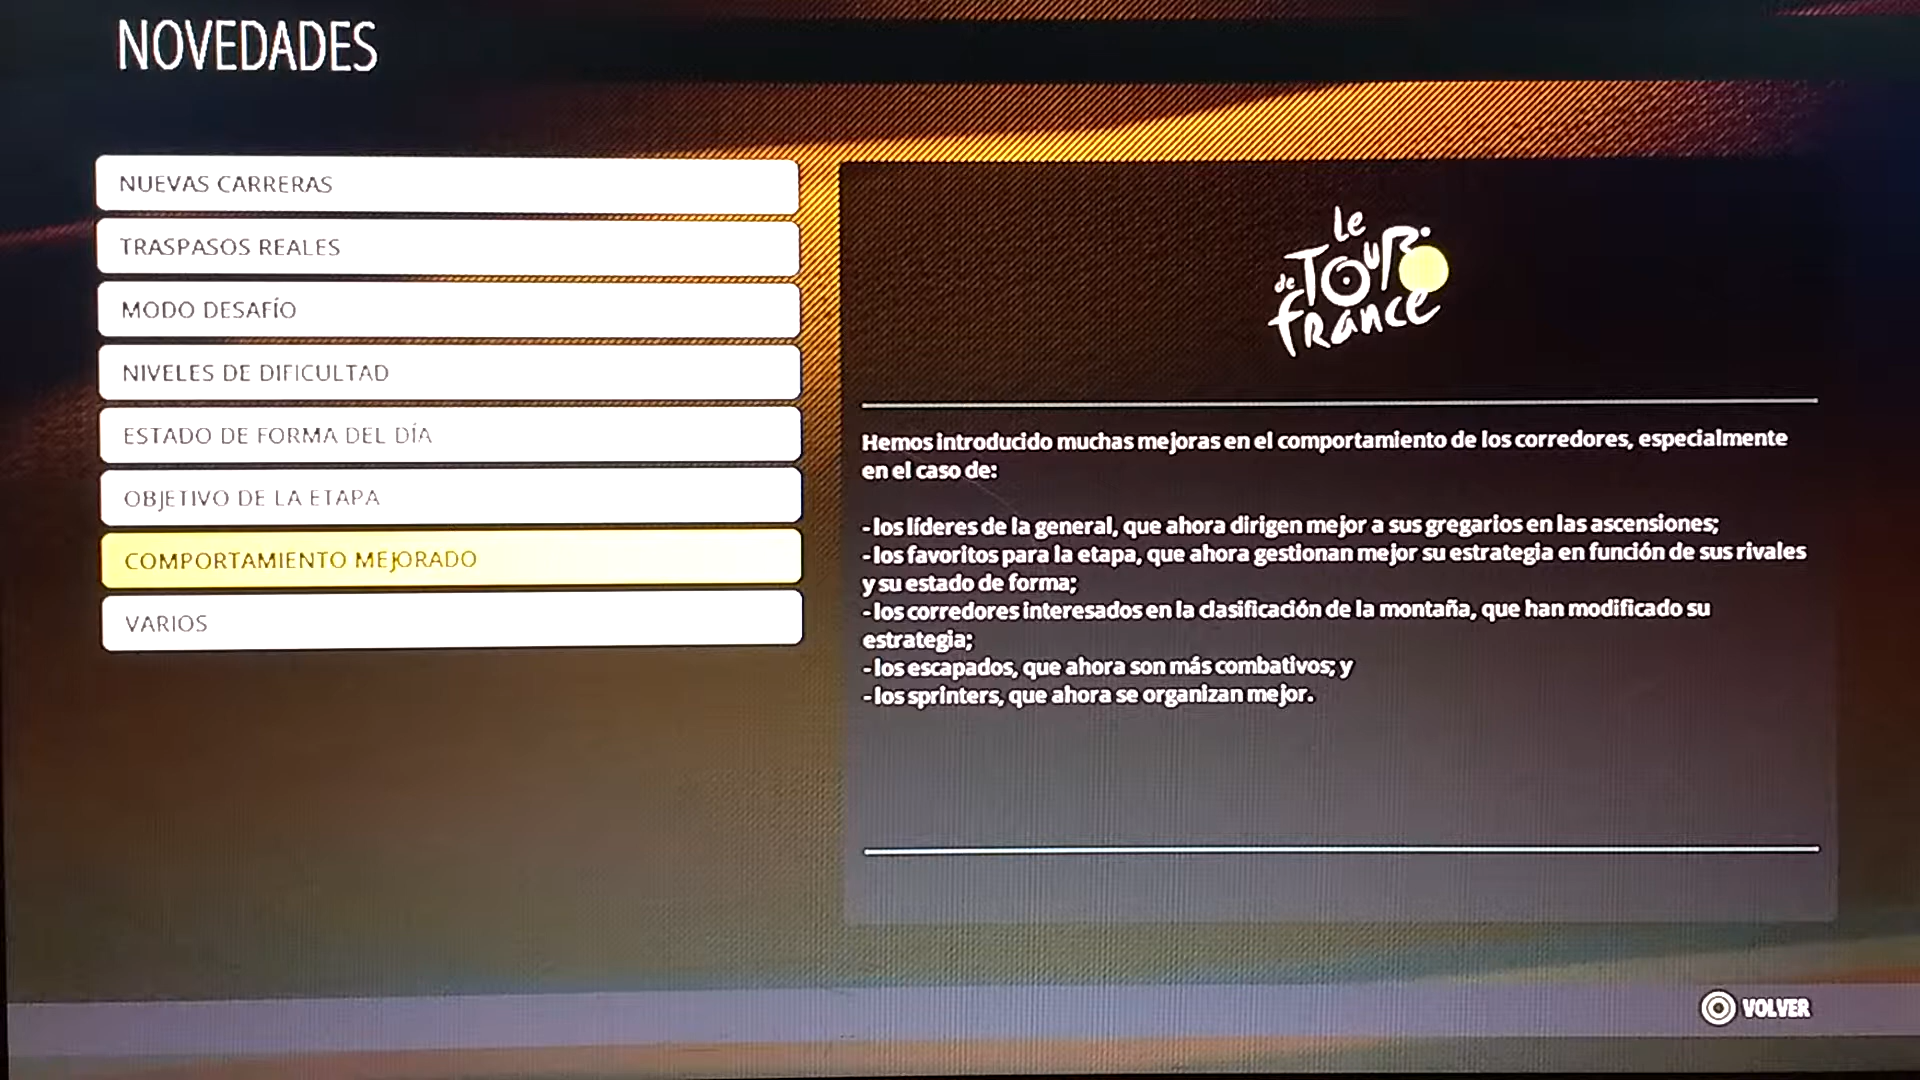 NOVEDADES
NUEVAS CARRERAS
TRASPASOS REALES
MODO DESAFÍO
NIVELES DE DIFICULTAD
ESTADO DE FORMA DEL DÍA
OBJETIVO DE LA ETAPA
COMPORTAMIENTO MEJORADO
VARIOS
le
de TOUR
france
Hemos introducido muchas mejoras en el comportamiento de los corredores, especialmente
en el caso de:
- los líderes de la general, que ahora dirigen mejor a sus gregarios en las ascensiones;
- los favoritos para la etapa, que ahora gestionan mejor su estrategia en función de sus rivales
y su estado de forma;
- los corredores interesados en la clasificación de la montaña, que han modificado su
estrategia;
- los escapados, que ahora son más combativos; y
- los sprinters, que ahora se organizan mejor.
VOLVER